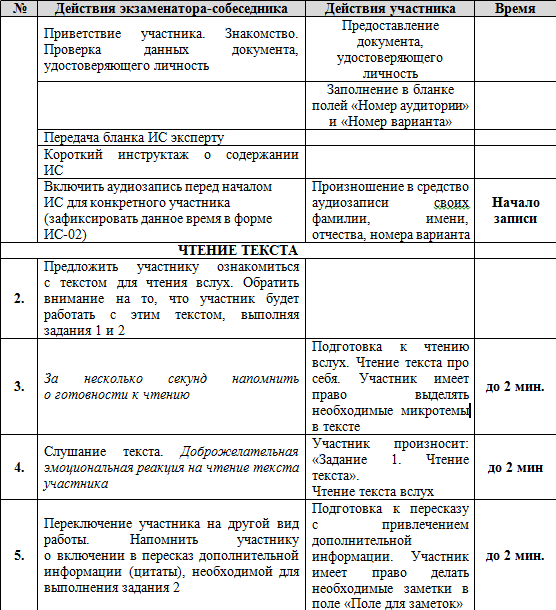 № Действия экзаменатора-собеседника Действия участника Время
Приветствие участника. Знакомство.
Проверка данных документа,
удостоверяющего личность
Предоставление
документа,
удостоверяющего
личность
Заполнение в бланке
полей «Номер аудитории»
и «Номер варианта»
Передача бланка ИС эксперту
Короткий инструктаж о содержании
ИС
Включить аудиозапись перед началом
ИС для конкретного участника
(зафиксировать данное время в форме
ИС-02)
Произношение в средство
аудиозаписи своих
фамилии, имени,
отчества, номера варианта
Начало
записи
ЧТЕНИЕ ТЕКСТА
2.
Предложить участнику ознакомиться
с текстом для чтения вслух. Обратить
внимание на то, что участник будет
работать с этим текстом, выполняя
задания 1 и 2
3.
За несколько секунд напомнить
о готовности к чтению
Подготовка к чтению
вслух. Чтение текста про
себя. Участник имеет
право выделять
необходимые микротемы
в тексте
до 2 мин.
4.
Слушание текста. Доброжелательная
эмоциональная реакция на чтение текста
участника
Участник произносит:
«Задание 1. Чтение
текста».
Чтение текста вслух
до 2 мин
5.
Переключение участника на другой вид
работы. Напомнить участнику
о включении в пересказ дополнительной
информации (цитаты), необходимой для
выполнения задания 2
Подготовка к пересказу
с привлечением
дополнительной
информации. Участник
имеет право делать
необходимые заметки в
поле «Поле для заметок»
до 2 мин.